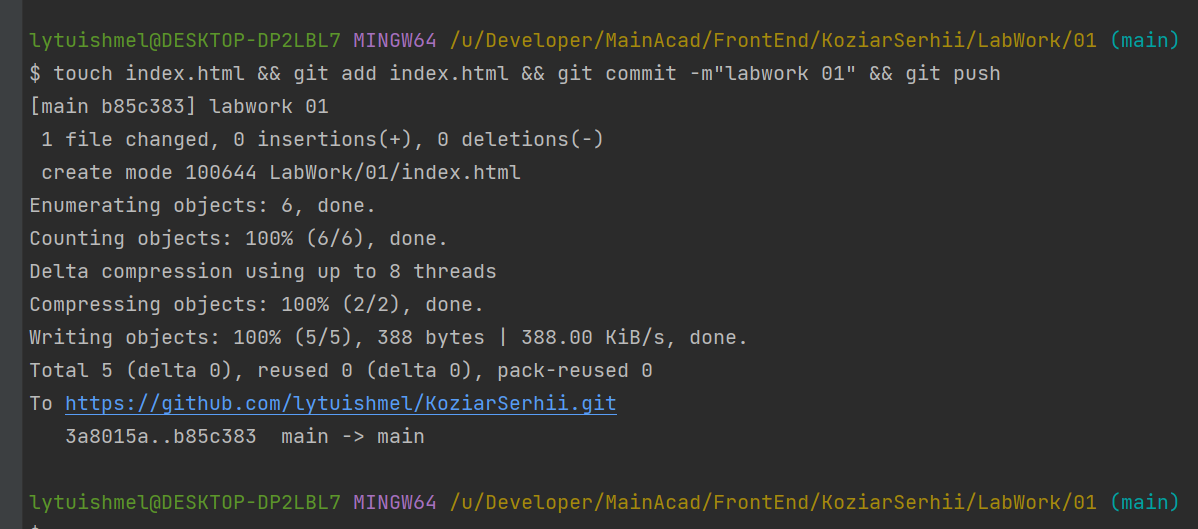 lytuishmel@DESKTOP-DP2LBL7 MINGW64 /u/Developer/MainAcad/FrontEnd/KoziarSerhii/LabWork/01 (main)
$ touch index.html && git add index.html && git commit -m"labwork 01" && git push
[main b85c383] labwork 01
 1 file changed, 0 insertions(+), 0 deletions(-)
 create mode 100644 LabWork/01/index.html
Enumerating objects: 6, done.
Counting objects: 100% (6/6), done.
Delta compression using up to 8 threads
Compressing objects: 100% (2/2), done.
Writing objects: 100% (5/5), 388 bytes | 388.00 KiB/s, done.
Total 5 (delta 0), reused 0 (delta 0), pack-reused 0
To https://github.com/lytuishmel/KoziarSerhii.git
   3a8015a..b85c383  main -> main
lytuishmel@DESKTOP-DP2LBL7 MINGW64 /u/Developer/MainAcad/FrontEnd/KoziarSerhii/LabWork/01 (main)